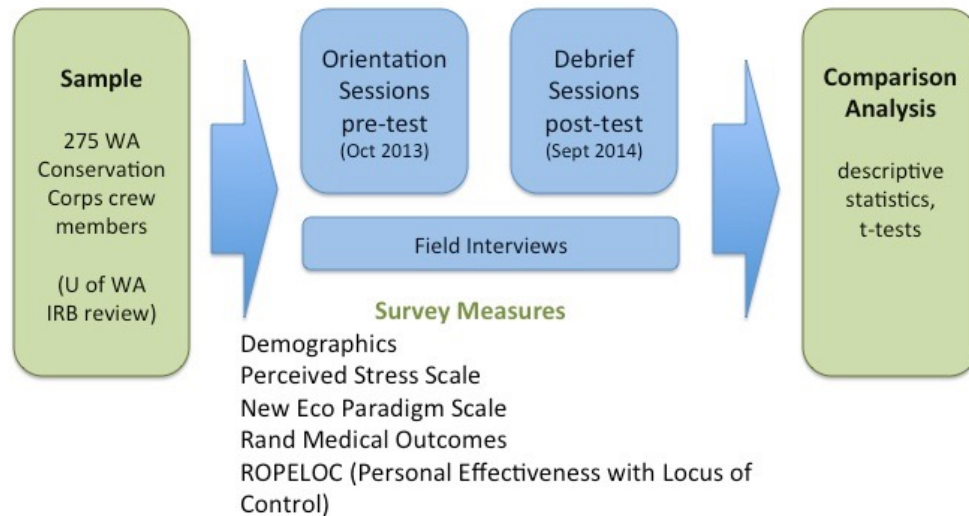 Sample
275 WA
Conservation
Corps crew
members
(U of WA
IRB review)
Orientation
Sessions
pre-test
(Oct 2013)
Debrief
Sessions
post-test
(Sept 2014)
Field Interviews
Survey Measures
Demographics
Perceived Stress Scale
New Eco Paradigm Scale
Rand Medical Outcomes
ROPELOC (Personal Effectiveness with Locus of
Control)
Comparison
Analysis
descriptive
statistics,
t-tests